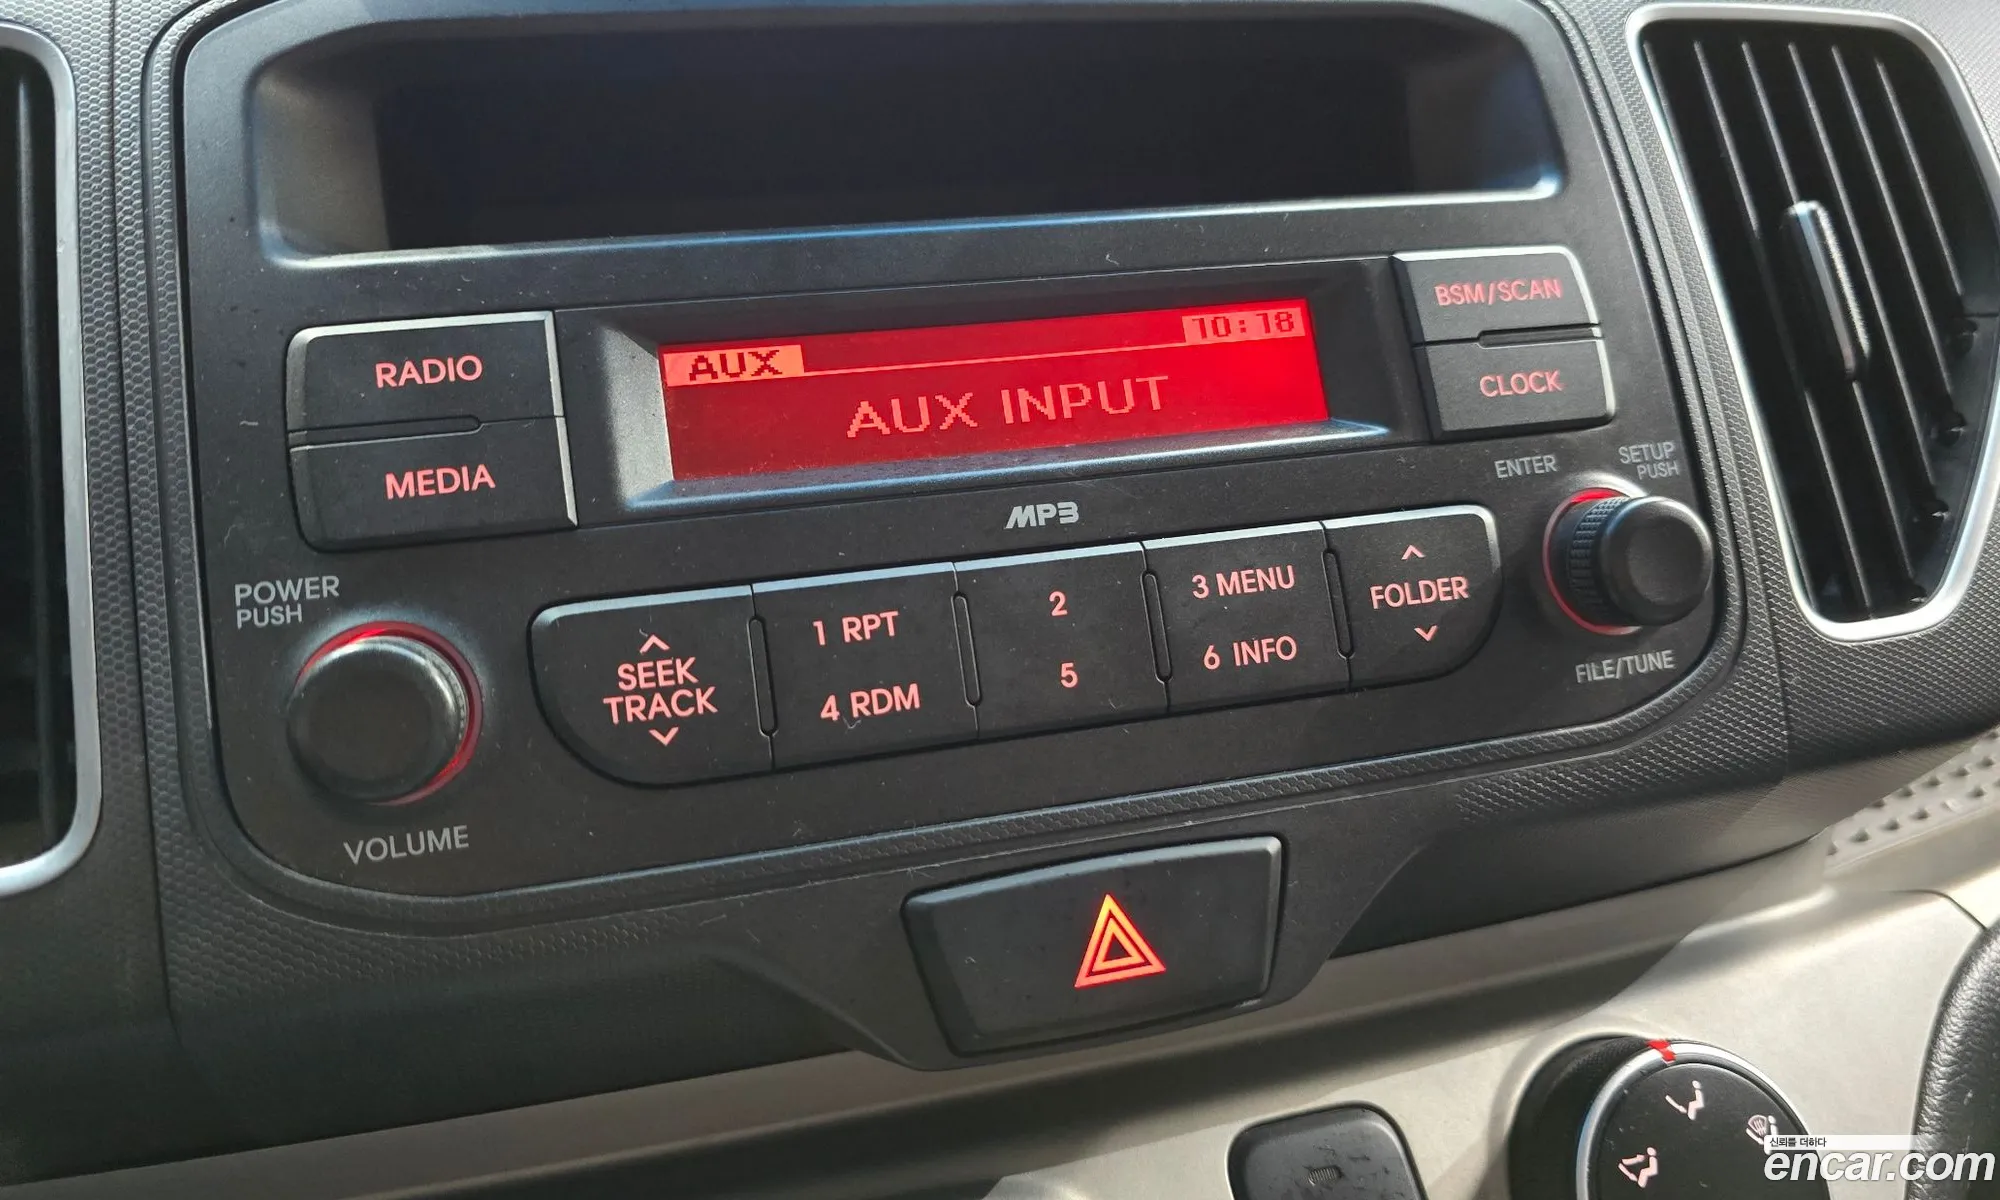 BSM/SCAN
AUX 10:18
RADIO
AUX INPUT
CLOCK
MEDIA
ENTER
SETUP
PUSH
MP3
POWER
PUSH
SEEK
TRACK
1 RPT
2
3 MENU
FOLDER
4 RDM
5
6 INFO
FILE/TUNE
VOLUME
신뢰를 더하다
encar.com